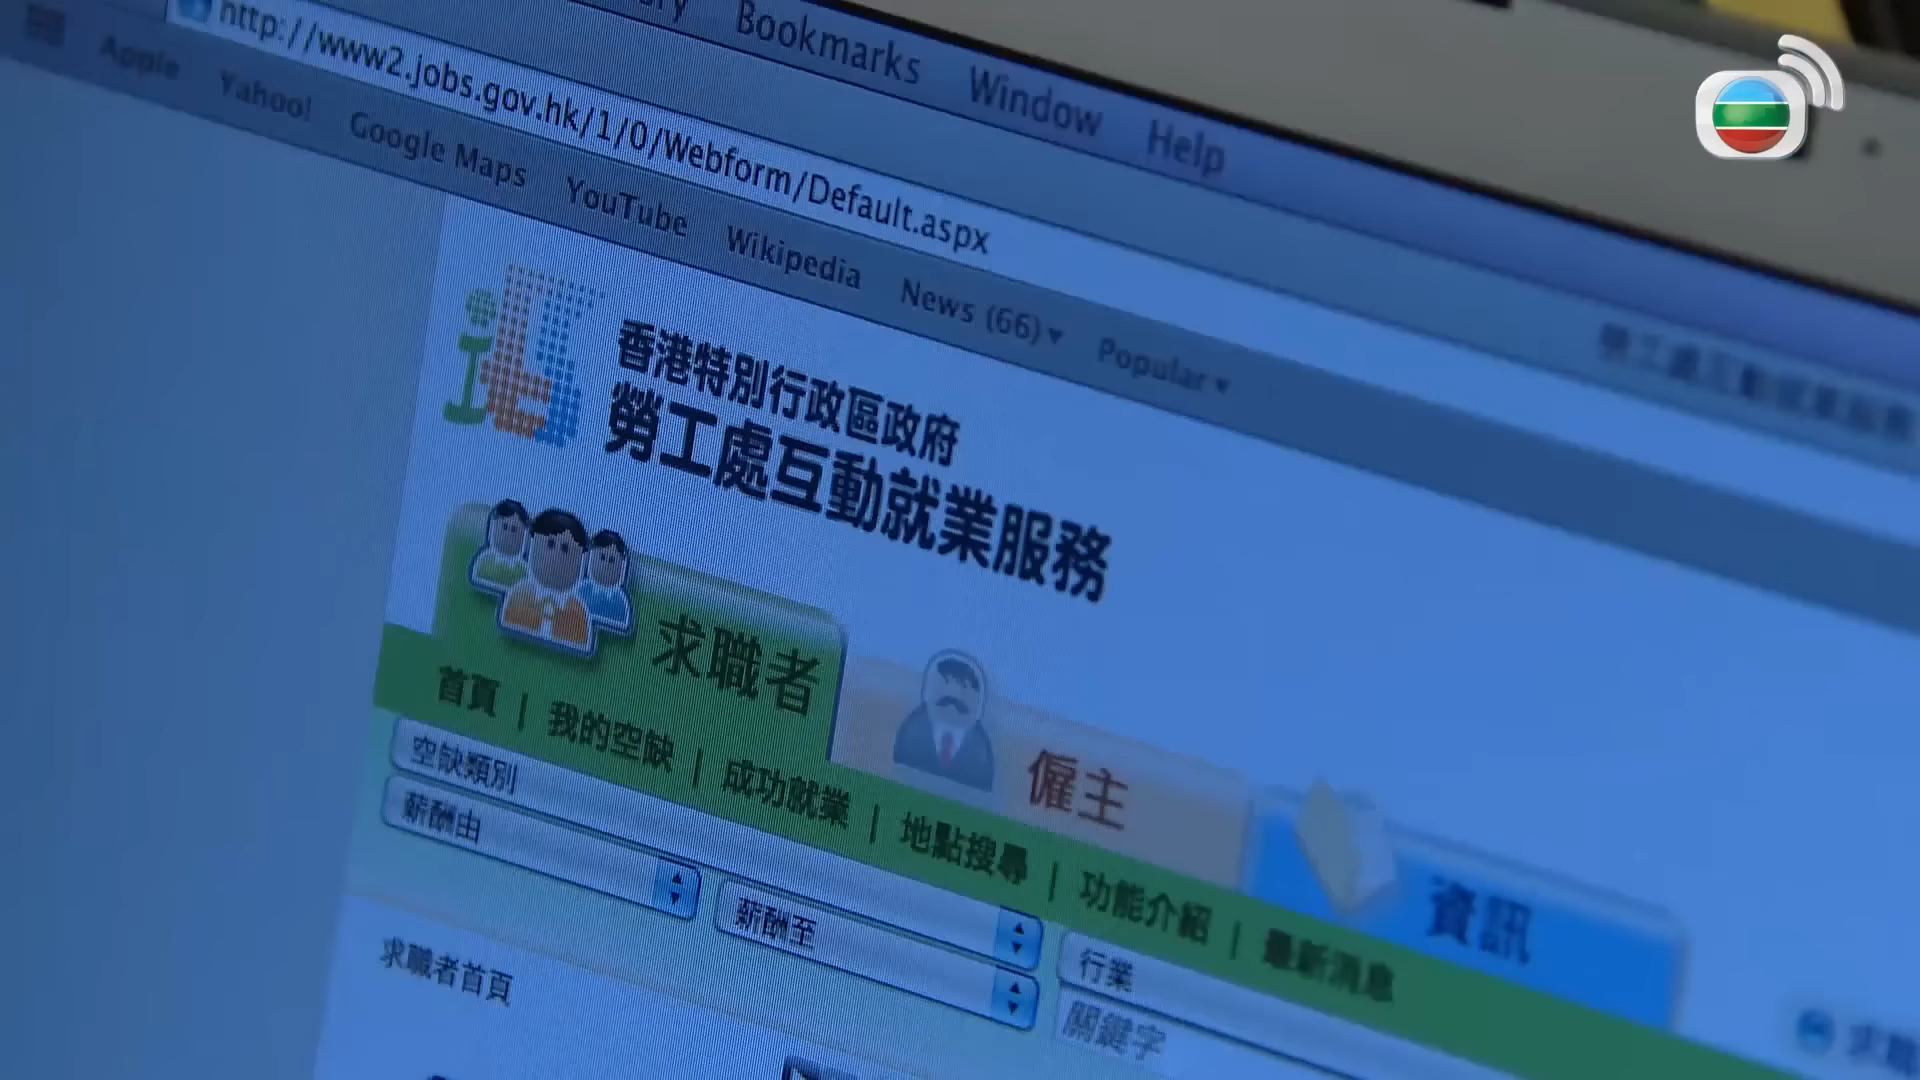 Bookmarks Window Help
http://www2.jobs.gov.hk/1/0/Webform/Default.aspx
Apple Yahoo! Google Maps YouTube Wikipedia News (66) Popular
香港特別行政區政府
勞工處互動就業服務
求職者 僱主 資訊
首頁 | 我的空缺 | 成功就業 | 地點搜尋 | 功能介紹 | 最新消息
空缺類別
行業
薪酬由
薪酬至
關鍵字
求職者首頁